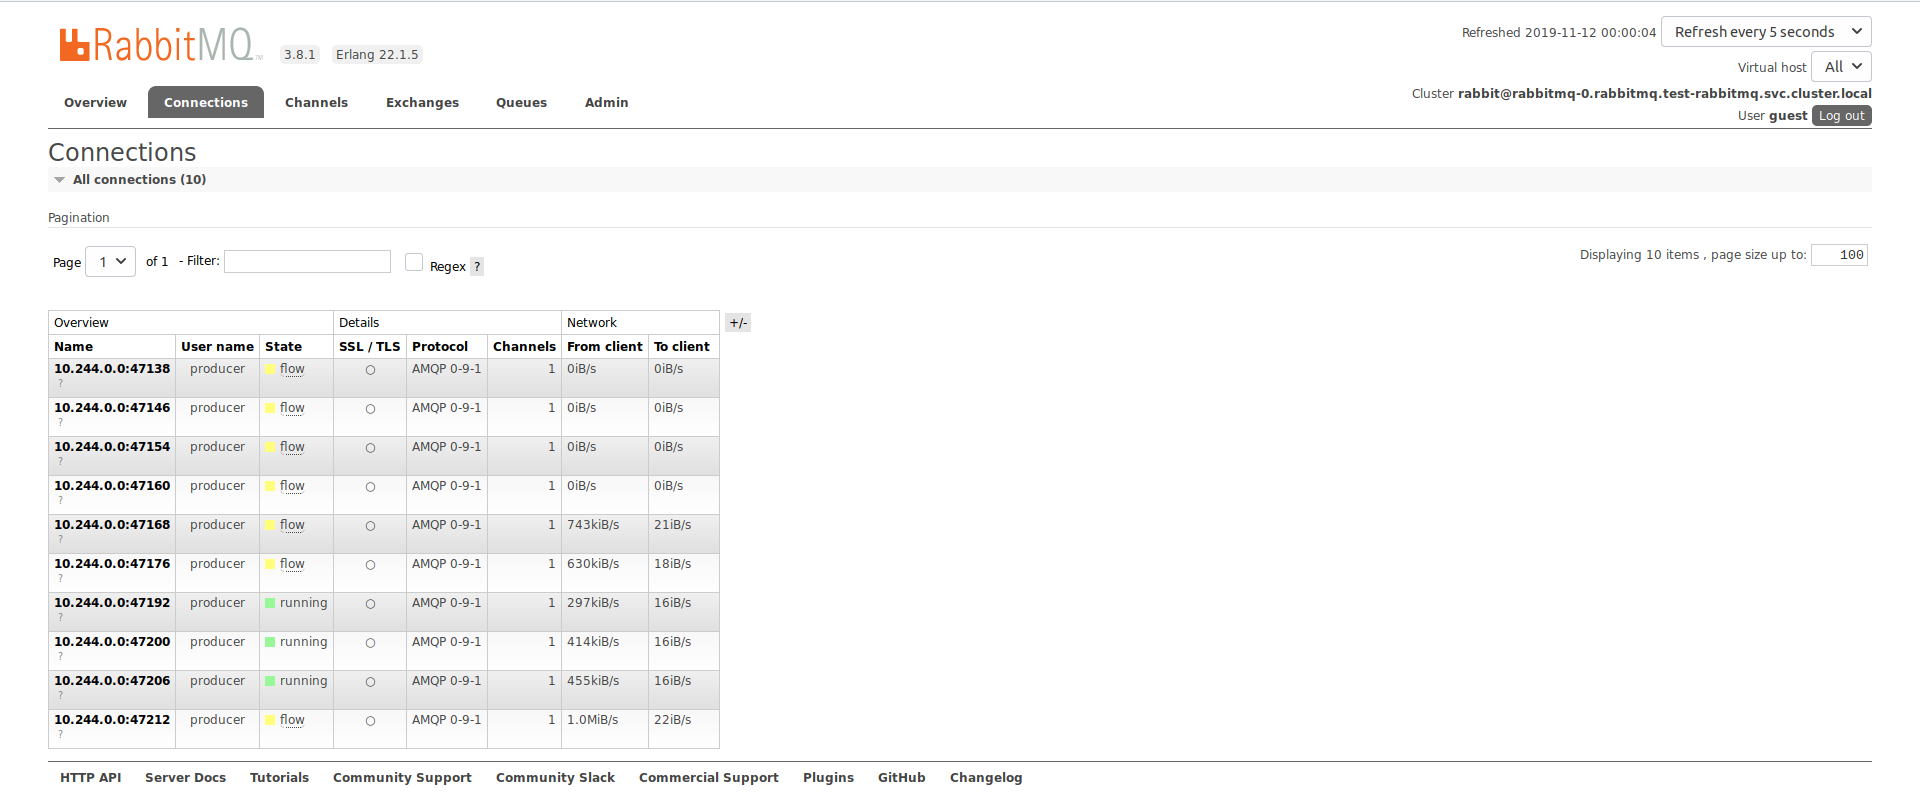 RabbitMQ TM 3.8.1 Erlang 22.1.5
Refreshed 2019-11-12 00:00:04 Refresh every 5 seconds
Virtual host All
Cluster rabbit@rabbitmq-0.rabbitmq.test-rabbitmq.svc.cluster.local
User guest Log out
Overview Connections Channels Exchanges Queues Admin
Connections
All connections (10)
Pagination
Page 1 of 1 - Filter: Regex ?
Displaying 10 items , page size up to: 100
Overview Details Network +/-
Name User name State SSL / TLS Protocol Channels From client To client
10.244.0.0:47138 producer flow ○ AMQP 0-9-1 1 0iB/s 0iB/s
?
10.244.0.0:47146 producer flow ○ AMQP 0-9-1 1 0iB/s 0iB/s
?
10.244.0.0:47154 producer flow ○ AMQP 0-9-1 1 0iB/s 0iB/s
?
10.244.0.0:47160 producer flow ○ AMQP 0-9-1 1 0iB/s 0iB/s
?
10.244.0.0:47168 producer flow ○ AMQP 0-9-1 1 743kiB/s 21iB/s
?
10.244.0.0:47176 producer flow ○ AMQP 0-9-1 1 630kiB/s 18iB/s
?
10.244.0.0:47192 producer running ○ AMQP 0-9-1 1 297kiB/s 16iB/s
?
10.244.0.0:47200 producer running ○ AMQP 0-9-1 1 414kiB/s 16iB/s
?
10.244.0.0:47206 producer running ○ AMQP 0-9-1 1 455kiB/s 16iB/s
?
10.244.0.0:47212 producer flow ○ AMQP 0-9-1 1 1.0MiB/s 22iB/s
?
HTTP API Server Docs Tutorials Community Support Community Slack Commercial Support Plugins GitHub Changelog